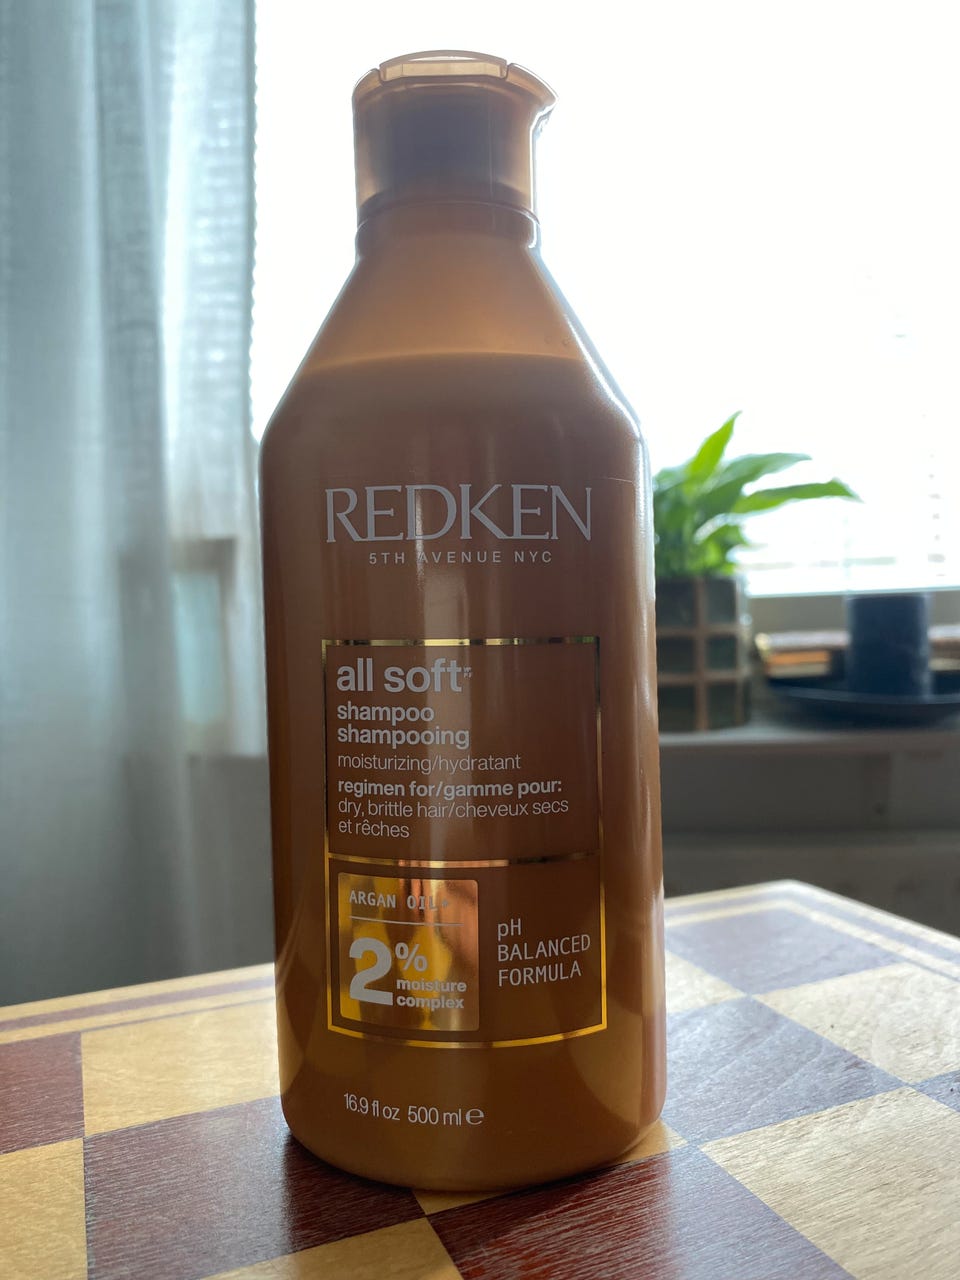 REDKEN
5TH AVENUE NYC
all soft
shampoo
shampooing
moisturizing/hydratant
regimen for/gamme pour:
dry, brittle hair/cheveux secs
et rêches
ARGAN OIL+
2%
moisture
complex
pH
BALANCED
FORMULA
16.9 fl oz 500 ml ℮